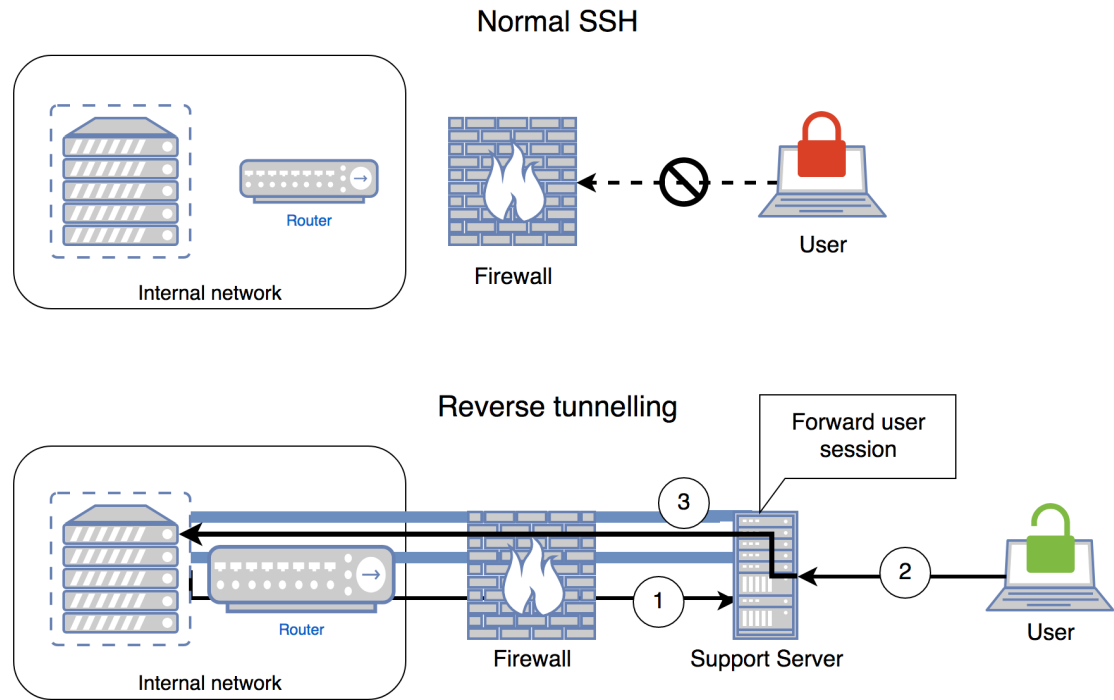 Normal SSH
Router
Internal network
Firewall
User
Reverse tunnelling
Forward user
session
3
2
1
Router
Internal network
Firewall
Support Server
User